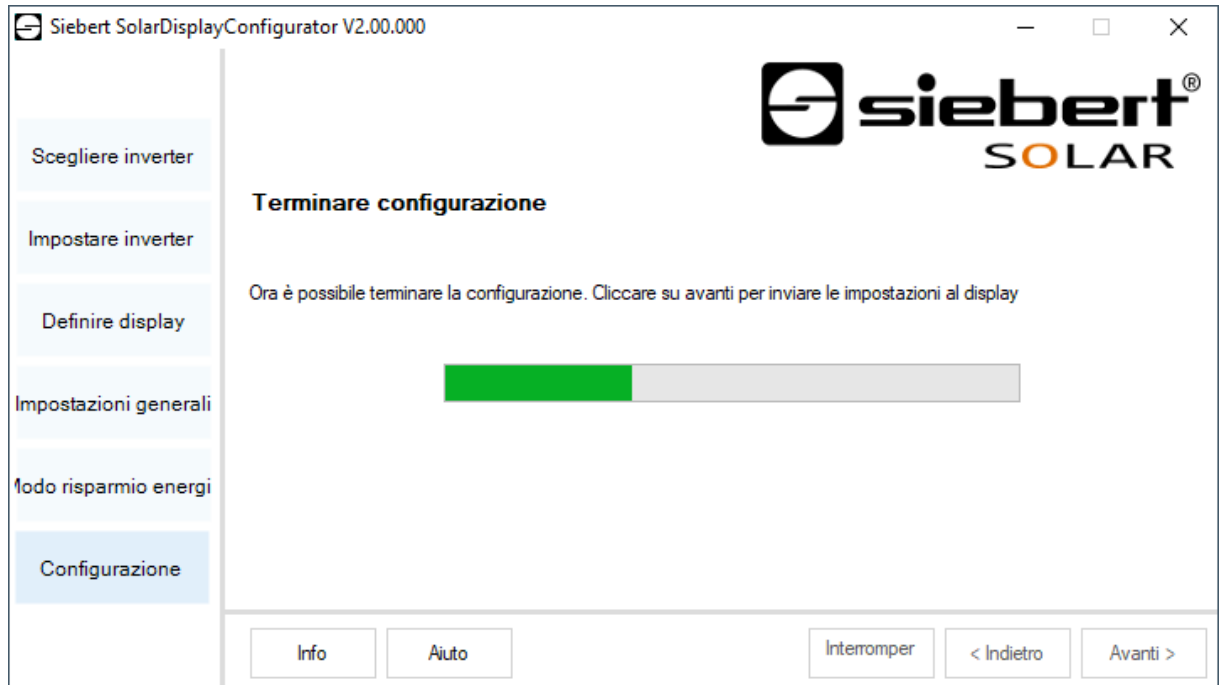 Siebert SolarDisplayConfigurator V2.00.000
siebert®
SOLAR
Scegliere inverter
Impostare inverter
Definire display
Impostazioni generali
Modo risparmio energi
Configurazione
Terminare configurazione
Ora è possibile terminare la configurazione. Cliccare su avanti per inviare le impostazioni al display
Info
Aiuto
Interromper
< Indietro
Avanti >